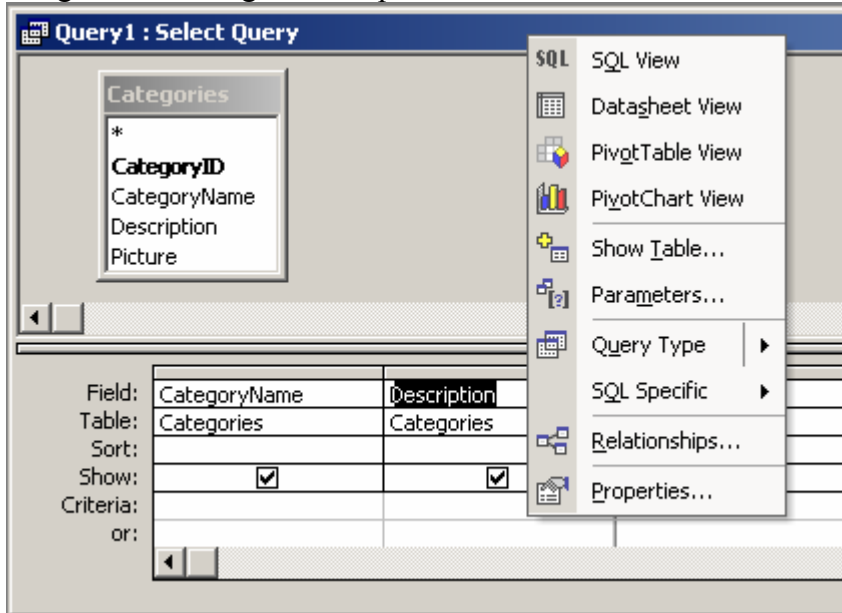 Query1 : Select Query
Categories
*
CategoryID
CategoryName
Description
Picture
SQL SQL View
Datasheet View
PivotTable View
PivotChart View
Show Table...
[?] Parameters...
Query Type
SQL Specific
Relationships...
Properties...
Field: CategoryName Description
Table: Categories Categories
Sort:
Show:
Criteria:
or: